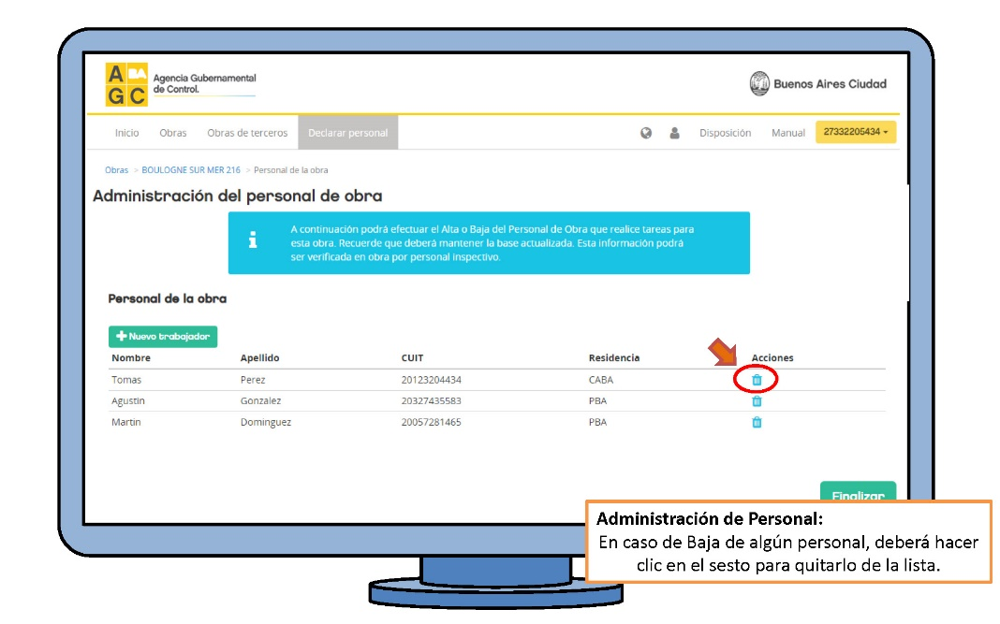 A BA
G C
Agencia Gubernamental
de Control.
Buenos Aires Ciudad
Inicio Obras Obras de terceros Declarar personal Disposición Manual 27332205434
Obras > BOULOGNE SUR MER 216 > Personal de la obra
Administración del personal de obra
i
A continuación podrá efectuar el Alta o Baja del Personal de Obra que realice tareas para
esta obra. Recuerde que deberá mantener la base actualizada. Esta información podrá
ser verificada en obra por personal inspectivo.
Personal de la obra
+ Nuevo trabajador
Nombre Apellido CUIT Residencia Acciones
Tomas Perez 20123204434 CABA
Agustin Gonzalez 20327435583 PBA
Martin Dominguez 20057281465 PBA
Finalizar
Administración de Personal:
En caso de Baja de algún personal, deberá hacer
clic en el sesto para quitarlo de la lista.